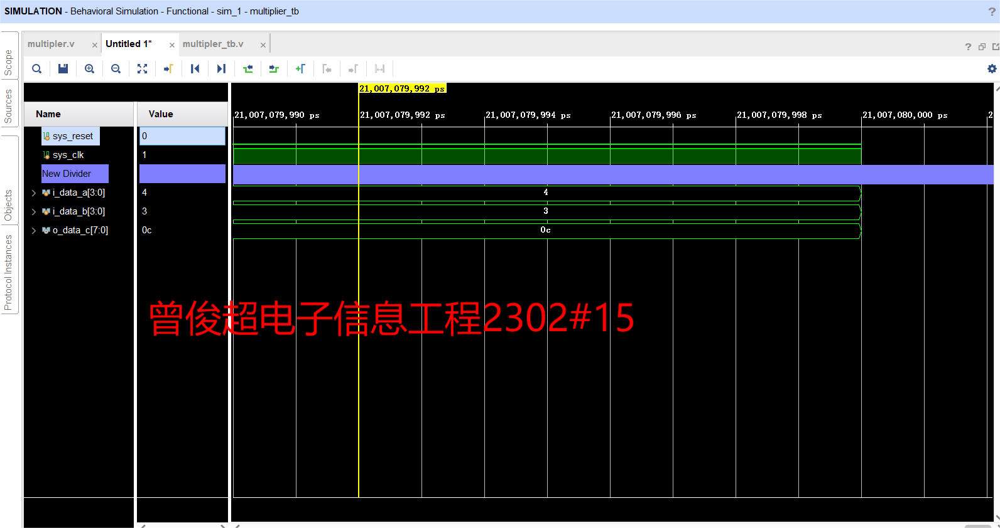 SIMULATION - Behavioral Simulation - Functional - sim_1 - multiplier_tb
?
multipler.v
Untitled 1*
multipler_tb.v
?
Scope
Sources
Objects
Protocol Instances
21,007,079,992 ps
Name
Value
21,007,079,990 ps
21,007,079,992 ps
21,007,079,994 ps
21,007,079,996 ps
21,007,079,998 ps
21,007,080,000 ps
2
sys_reset
0
sys_clk
1
New Divider
i_data_a[3:0]
4
4
i_data_b[3:0]
3
3
o_data_c[7:0]
0c
0c
曾俊超电子信息工程2302#15